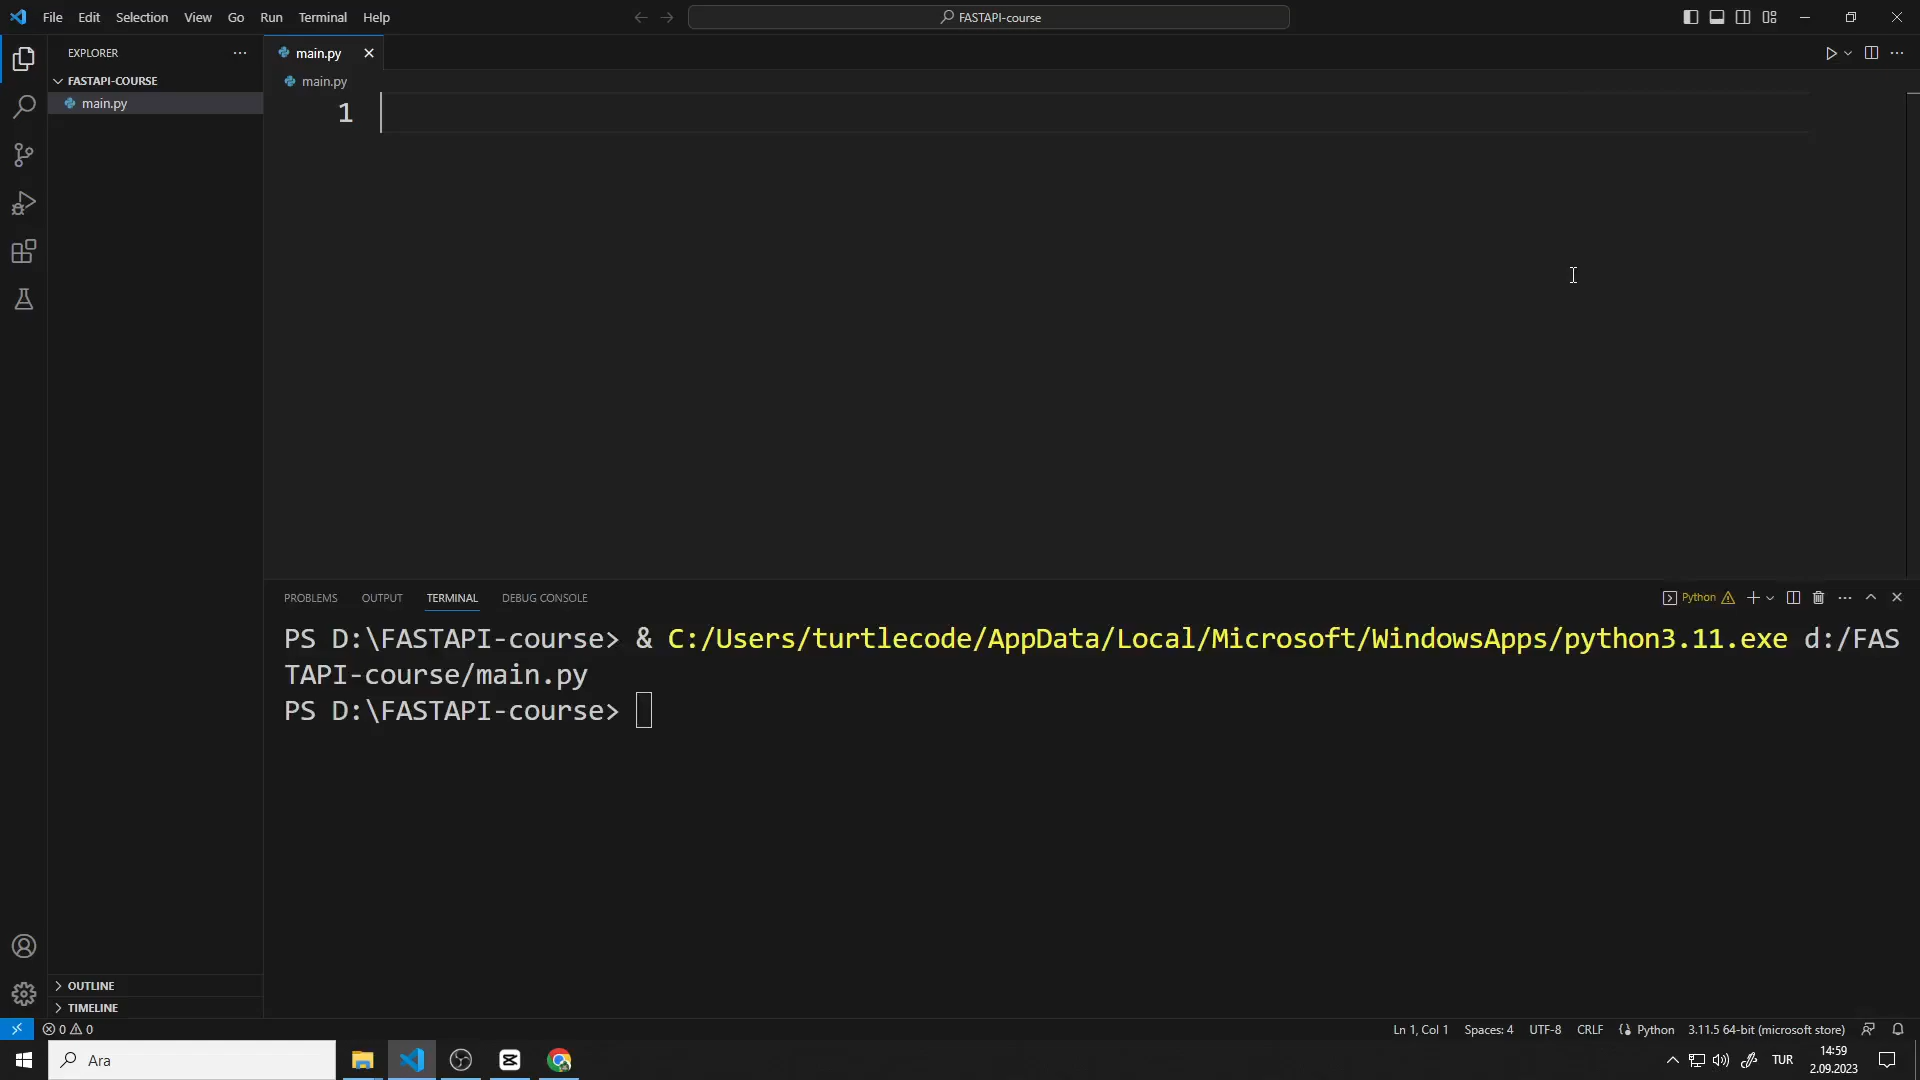 File Edit Selection View Go Run Terminal Help
FASTAPI-course
EXPLORER
main.py
FASTAPI-COURSE
main.py
main.py
1
PROBLEMS OUTPUT TERMINAL DEBUG CONSOLE
Python
PS D:\FASTAPI-course> & C:/Users/turtlecode/AppData/Local/Microsoft/WindowsApps/python3.11.exe d:/FAS
TAPI-course/main.py
PS D:\FASTAPI-course>
OUTLINE
TIMELINE
0 0
Ln 1, Col 1 Spaces: 4 UTF-8 CRLF Python 3.11.5 64-bit (microsoft store)
Ara
TUR
14:59
2.09.2023